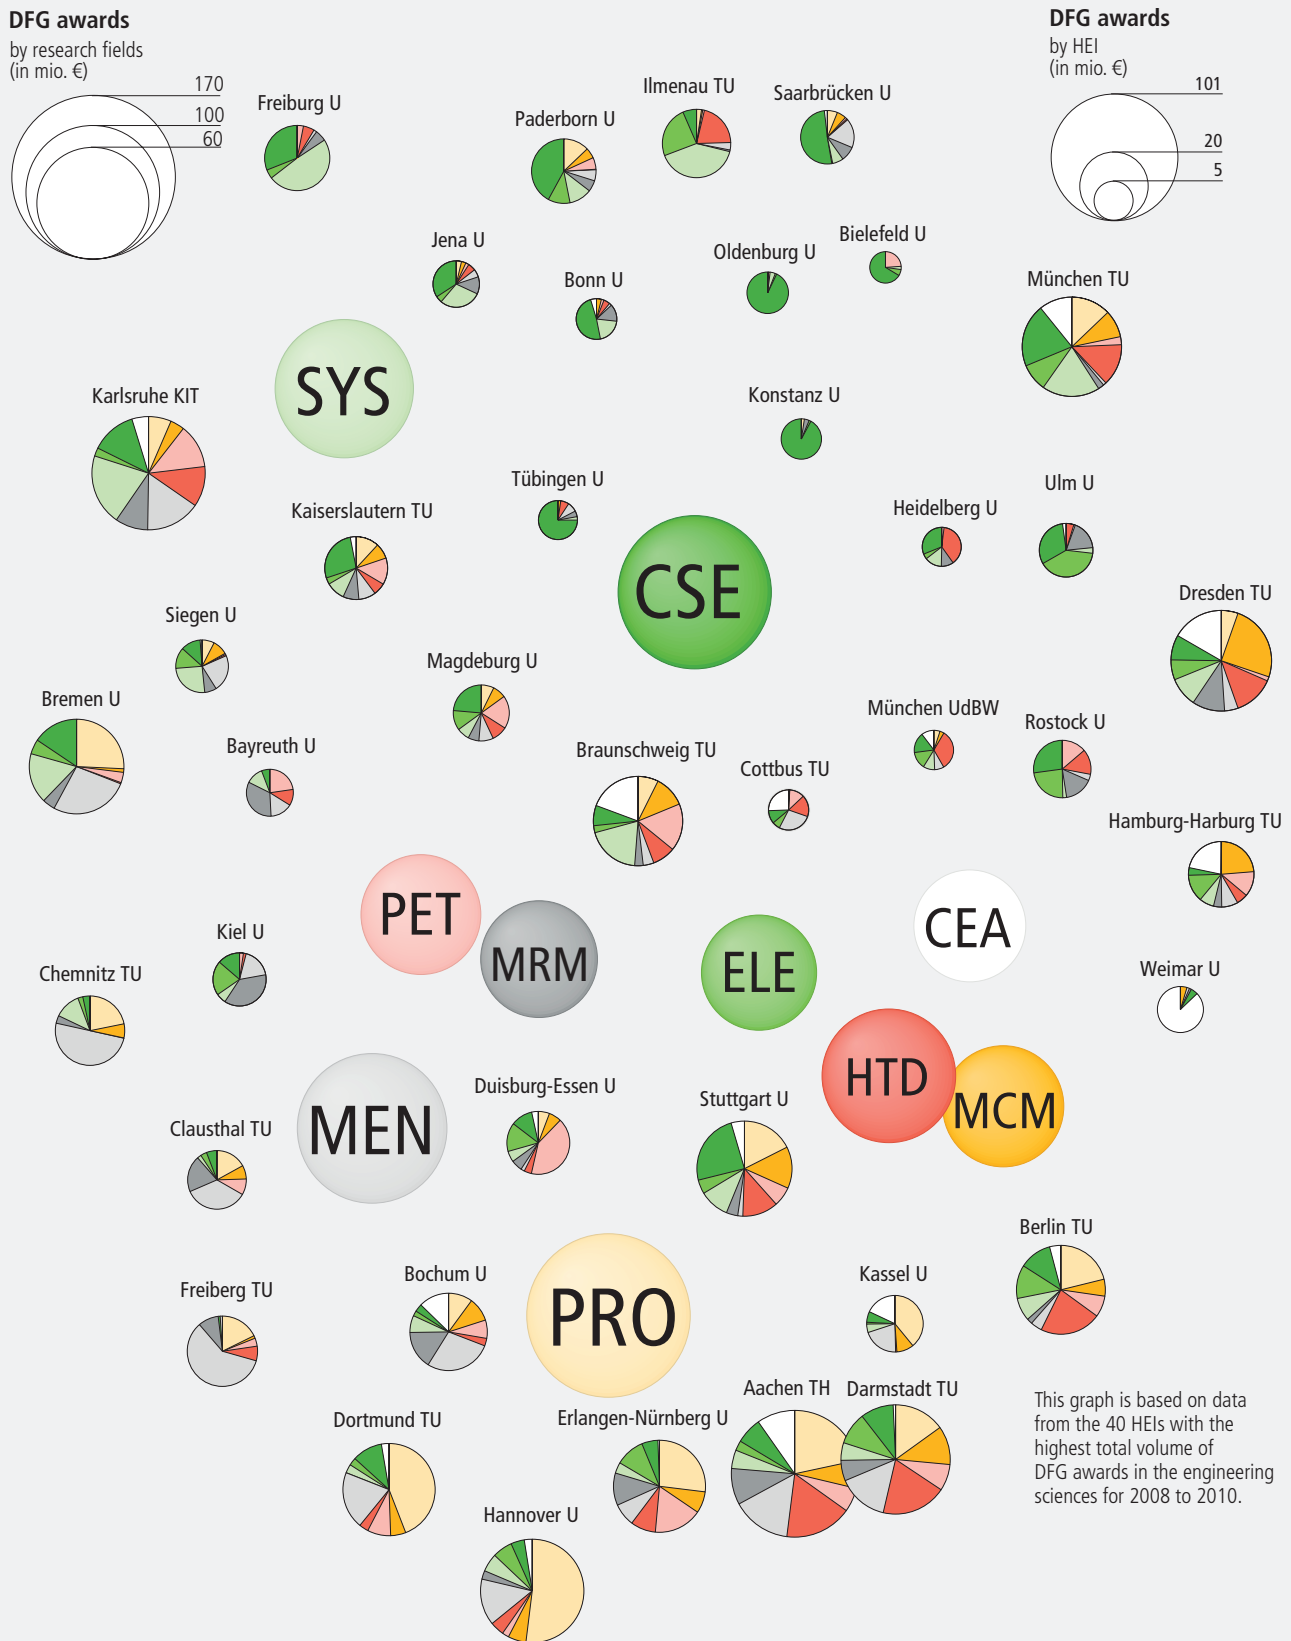 DFG awards
by research fields
(in mio. €)
170
100
60
DFG awards
by HEI
(in mio. €)
101
20
5
Freiburg U
Paderborn U
Ilmenau TU
Saarbrücken U
Jena U
Bonn U
Oldenburg U
Bielefeld U
München TU
SYS
Karlsruhe KIT
Konstanz U
Kaiserslautern TU
Tübingen U
Heidelberg U
Ulm U
CSE
Dresden TU
Siegen U
Magdeburg U
Bremen U
Bayreuth U
Braunschweig TU
Cottbus TU
München UdBW
Rostock U
Hamburg-Harburg TU
PET
MRM
ELE
CEA
Kiel U
Chemnitz TU
Weimar U
HTD
MCM
MEN
Duisburg-Essen U
Stuttgart U
Clausthal TU
Berlin TU
Freiberg TU
Bochum U
PRO
Kassel U
Aachen TH
Darmstadt TU
Dortmund TU
Erlangen-Nürnberg U
Hannover U
This graph is based on data
from the 40 HEIs with the
highest total volume of
DFG awards in the engineering
sciences for 2008 to 2010.